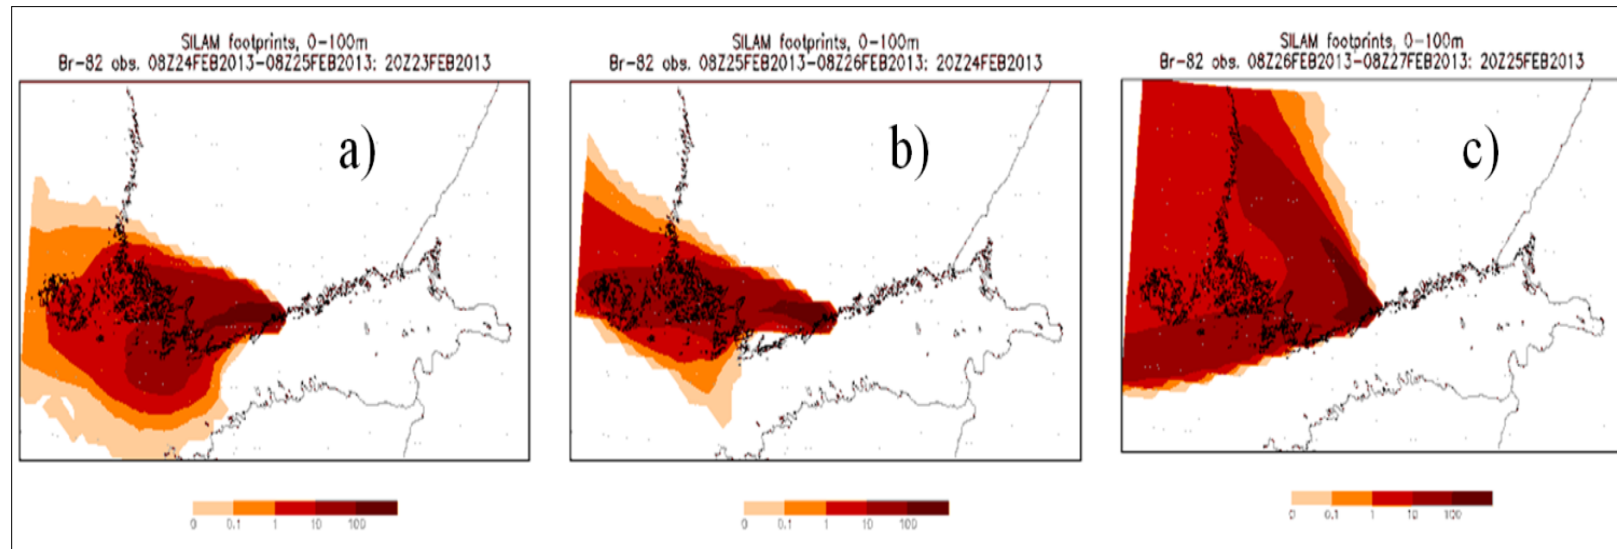 SILAM footprints, 0-100m
Br-82 obs. 08Z24FEB2013-08Z25FEB2013: 20Z23FEB2013
a)
0 0.1 1 10 100
SILAM footprints, 0-100m
Br-82 obs. 08Z25FEB2013-08Z26FEB2013: 20Z24FEB2013
b)
0 0.1 1 10 100
SILAM footprints, 0-100m
Br-82 obs. 08Z26FEB2013-08Z27FEB2013: 20Z25FEB2013
c)
0 0.1 1 10 100